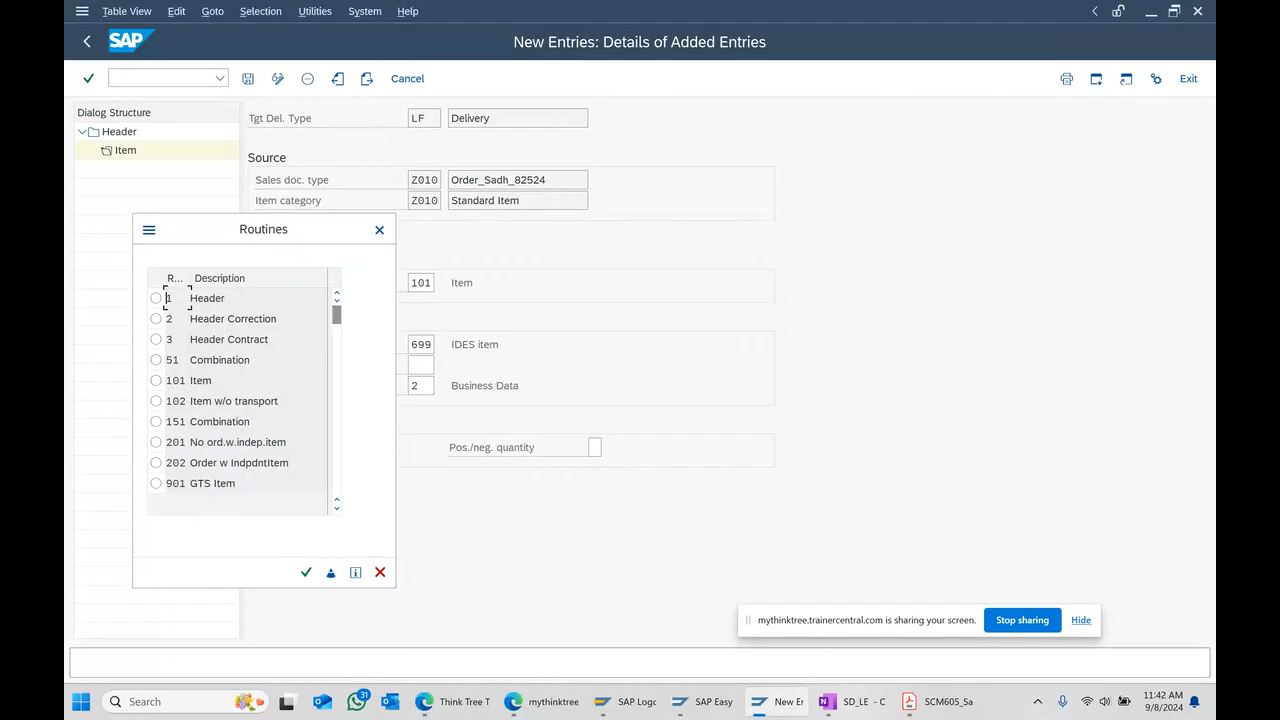 Table View Edit Goto Selection Utilities System Help
SAP New Entries: Details of Added Entries
Cancel Exit
Dialog Structure
Header
Item
Tgt Del. Type LF Delivery
Source
Sales doc. type Z010 Order_Sadh_82524
Item category Z010 Standard Item
101 Item
699 IDES item
2 Business Data
Pos./neg. quantity
Routines
R... Description
1 Header
2 Header Correction
3 Header Contract
51 Combination
101 Item
102 Item w/o transport
151 Combination
201 No ord.w.indep.item
202 Order w IndpdntItem
901 GTS Item
mythinktree.trainercentral.com is sharing your screen. Stop sharing Hide
Search 31 Think Tree T mythinktree SAP Logo SAP Easy New Er SD_LE - C SCM605_Sa
11:42 AM
9/8/2024